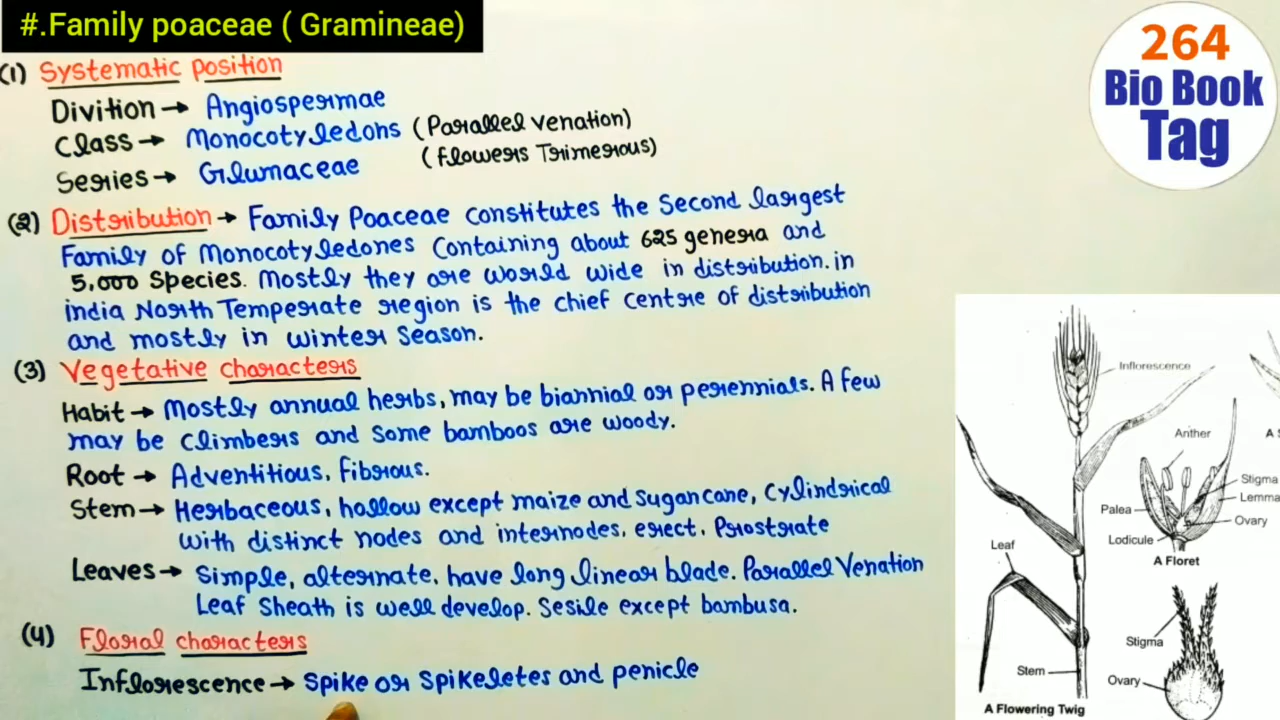 #.Family poaceae ( Gramineae)
264
Bio Book
Tag
(1) Systematic position
Divition → Angiospermae
Class → Monocotyledons (Parallel venation)
(flowers Trimerous)
Series → Glumaceae
(2) Distribution → Family Poaceae constitutes the second largest
Family of Monocotyledones Containing about 625 genera and
5,000 Species. Mostly they are world wide in distribution. in
india North Temperate region is the chief centre of distribution
and mostly in winter season.
(3) Vegetative characters
Habit → Mostly annual herbs, may be biannial or perennials. A few
may be climbers and some bamboos are woody.
Root → Adventitious, fibrous.
Stem → Herbaceous, hollow except maize and sugancane, cylindrical
with distinct nodes and internodes, erect, Prostrate
Leaves → Simple, alternate, have long linear blade. Parallel Venation
Leaf Sheath is well develop. Sesile except bambusa.
(4) Floral characters
Inflorescence → Spike or Spikeletes and penicle
Inflorescence
Anther
A S
Stigma
Lemma
Palea
Ovary
Lodicule
A Floret
Leaf
Stigma
Stem
Ovary
A Flowering Twig